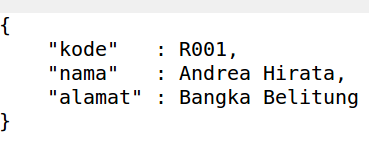 {
    "kode"   : R001,
    "nama"   : Andrea Hirata,
    "alamat" : Bangka Belitung
}